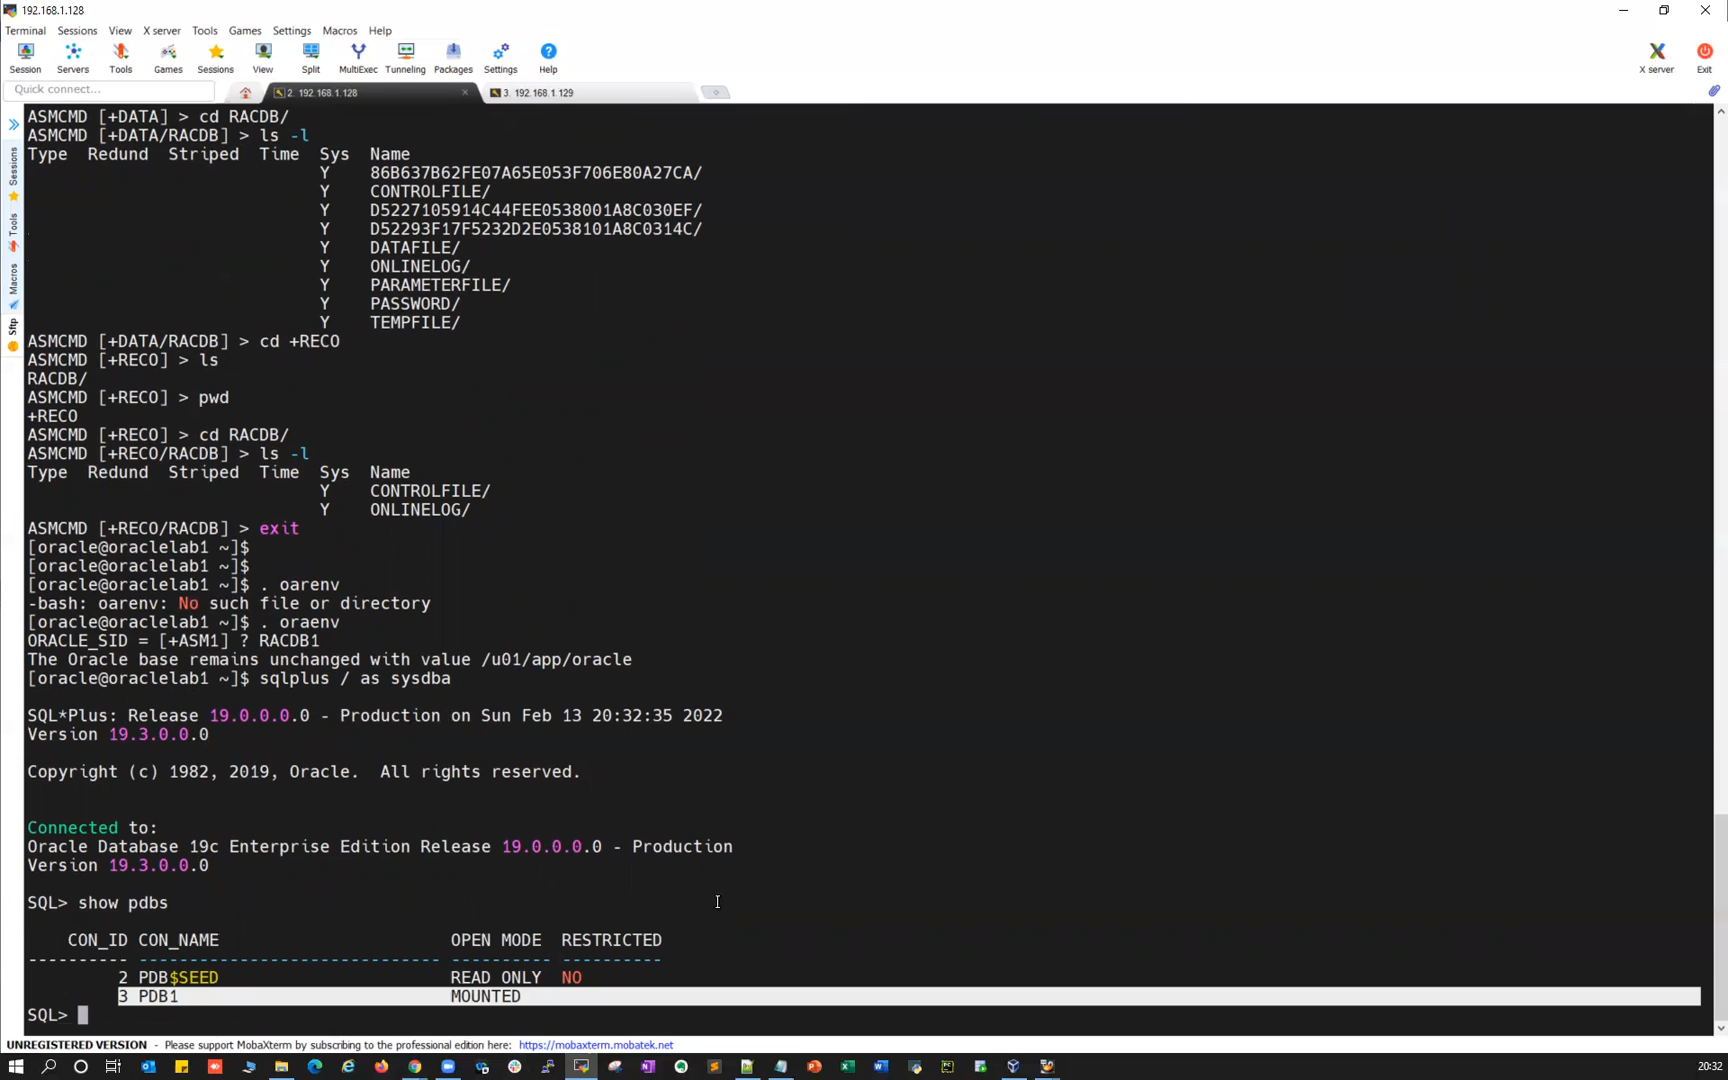 192.168.1.128
Terminal Sessions View X server Tools Games Settings Macros Help
Session Servers Tools Games Sessions View Split MultiExec Tunneling Packages Settings Help X server Exit
Quick connect...
2. 192.168.1.128
3. 192.168.1.129
Sessions
Tools
Macros
Sftp
ASMCMD [+DATA] > cd RACDB/
ASMCMD [+DATA/RACDB] > ls -l
Type Redund Striped Time Sys Name
Y 86B637B62FE07A65E053F706E80A27CA/
Y CONTROLFILE/
Y D5227105914C44FEE0538001A8C030EF/
Y D52293F17F5232D2E0538101A8C0314C/
Y DATAFILE/
Y ONLINELOG/
Y PARAMETERFILE/
Y PASSWORD/
Y TEMPFILE/
ASMCMD [+DATA/RACDB] > cd +RECO
ASMCMD [+RECO] > ls
RACDB/
ASMCMD [+RECO] > pwd
+RECO
ASMCMD [+RECO] > cd RACDB/
ASMCMD [+RECO/RACDB] > ls -l
Type Redund Striped Time Sys Name
Y CONTROLFILE/
Y ONLINELOG/
ASMCMD [+RECO/RACDB] > exit
[oracle@oraclelab1 ~]$
[oracle@oraclelab1 ~]$
[oracle@oraclelab1 ~]$ . oarenv
-bash: oarenv: No such file or directory
[oracle@oraclelab1 ~]$ . oraenv
ORACLE_SID = [+ASM1] ? RACDB1
The Oracle base remains unchanged with value /u01/app/oracle
[oracle@oraclelab1 ~]$ sqlplus / as sysdba
SQL*Plus: Release 19.0.0.0.0 - Production on Sun Feb 13 20:32:35 2022
Version 19.3.0.0.0
Copyright (c) 1982, 2019, Oracle. All rights reserved.
Connected to:
Oracle Database 19c Enterprise Edition Release 19.0.0.0.0 - Production
Version 19.3.0.0.0
SQL> show pdbs
CON_ID CON_NAME OPEN MODE RESTRICTED
---------- ------------------------------ ---------- ----------
2 PDB$SEED READ ONLY NO
3 PDB1 MOUNTED
SQL>
UNREGISTERED VERSION - Please support MobaXterm by subscribing to the professional edition here: https://mobaxterm.mobatek.net
20:32